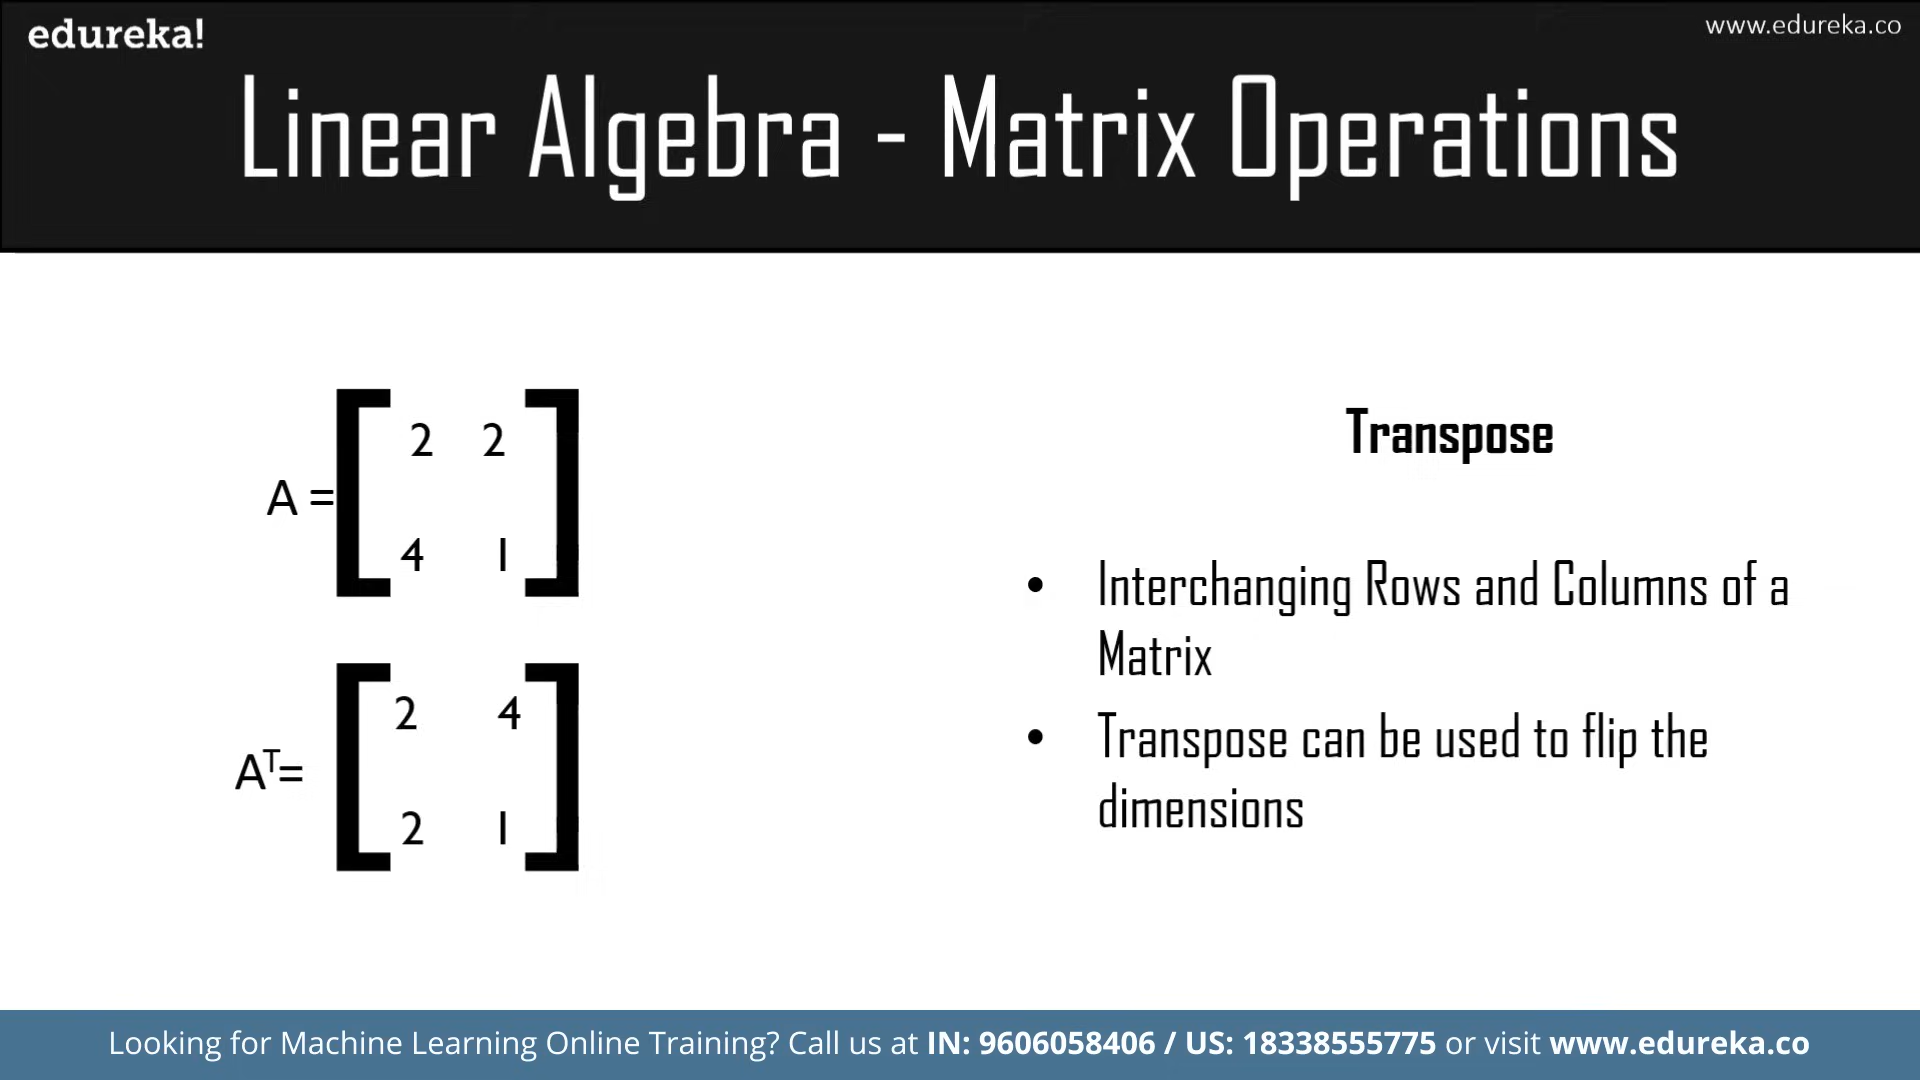 edureka!
www.edureka.co
Linear Algebra - Matrix Operations
A =
2 2
4 1
Aᵀ=
2 4
2 1
Transpose
• Interchanging Rows and Columns of a
Matrix
• Transpose can be used to flip the
dimensions
Looking for Machine Learning Online Training? Call us at IN: 9606058406 / US: 18338555775 or visit www.edureka.co